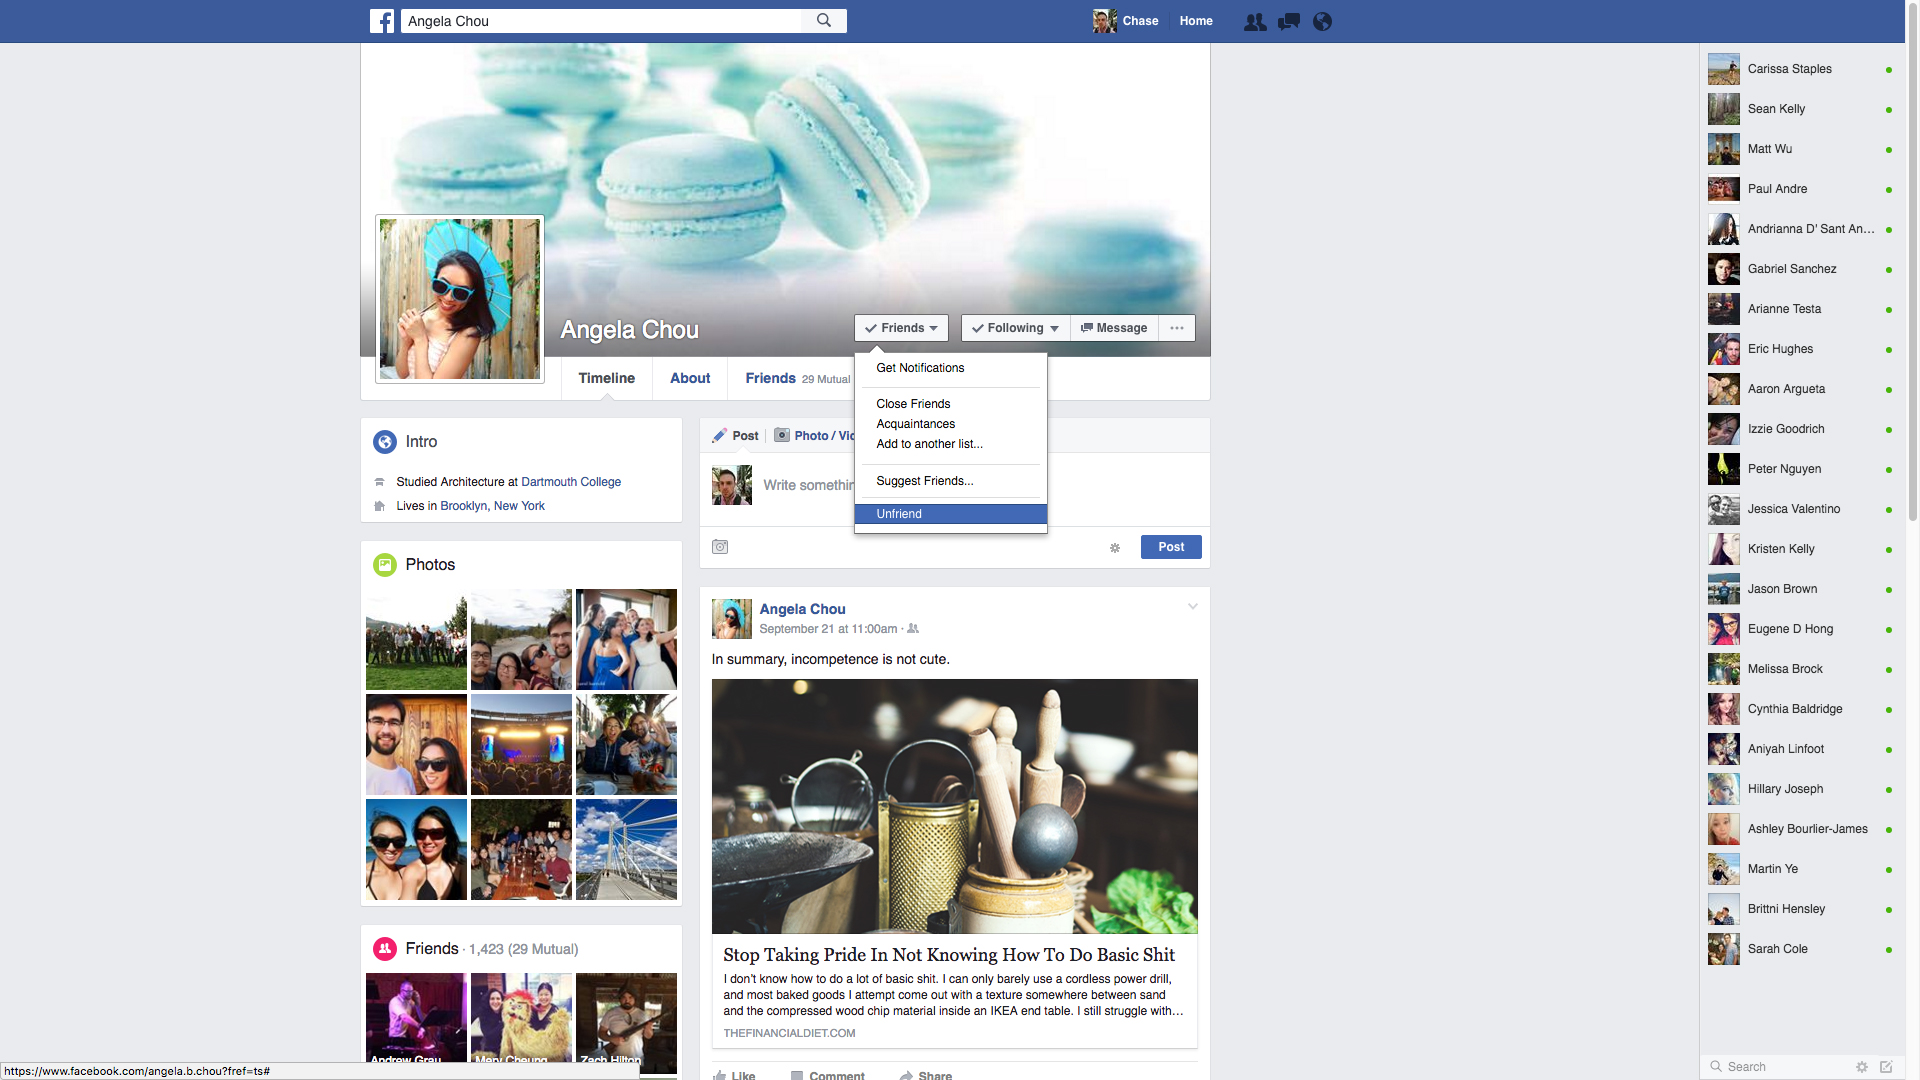 Angela Chou
Chase
Home
Angela Chou
Friends
Following
Message
Timeline
About
Friends 29 Mutual
Get Notifications
Close Friends
Acquaintances
Add to another list...
Suggest Friends...
Unfriend
Intro
Studied Architecture at Dartmouth College
Lives in Brooklyn, New York
Photos
Friends · 1,423 (29 Mutual)
Andrew Grau
Mery Cheung
Zach Hilton
https://www.facebook.com/angela.b.chou?fref=ts#
Post
Photo /
Write
Post
Angela Chou
September 21 at 11:00am ·
In summary, incompetence is not cute.
Stop Taking Pride In Not Knowing How To Do Basic Shit
I don't know how to do a lot of basic shit. I can only barely use a cordless power drill,
and most baked goods I attempt come out with a texture somewhere between sand
and the compressed wood chip material inside an IKEA end table. I still struggle with...
THEFINANCIALDIET.COM
Like
Comment
Share
Carissa Staples
Sean Kelly
Matt Wu
Paul Andre
Andrianna D' Sant An...
Gabriel Sanchez
Arianne Testa
Eric Hughes
Aaron Argueta
Izzie Goodrich
Peter Nguyen
Jessica Valentino
Kristen Kelly
Jason Brown
Eugene D Hong
Melissa Brock
Cynthia Baldridge
Aniyah Linfoot
Hillary Joseph
Ashley Bourlier-James
Martin Ye
Brittni Hensley
Sarah Cole
Search